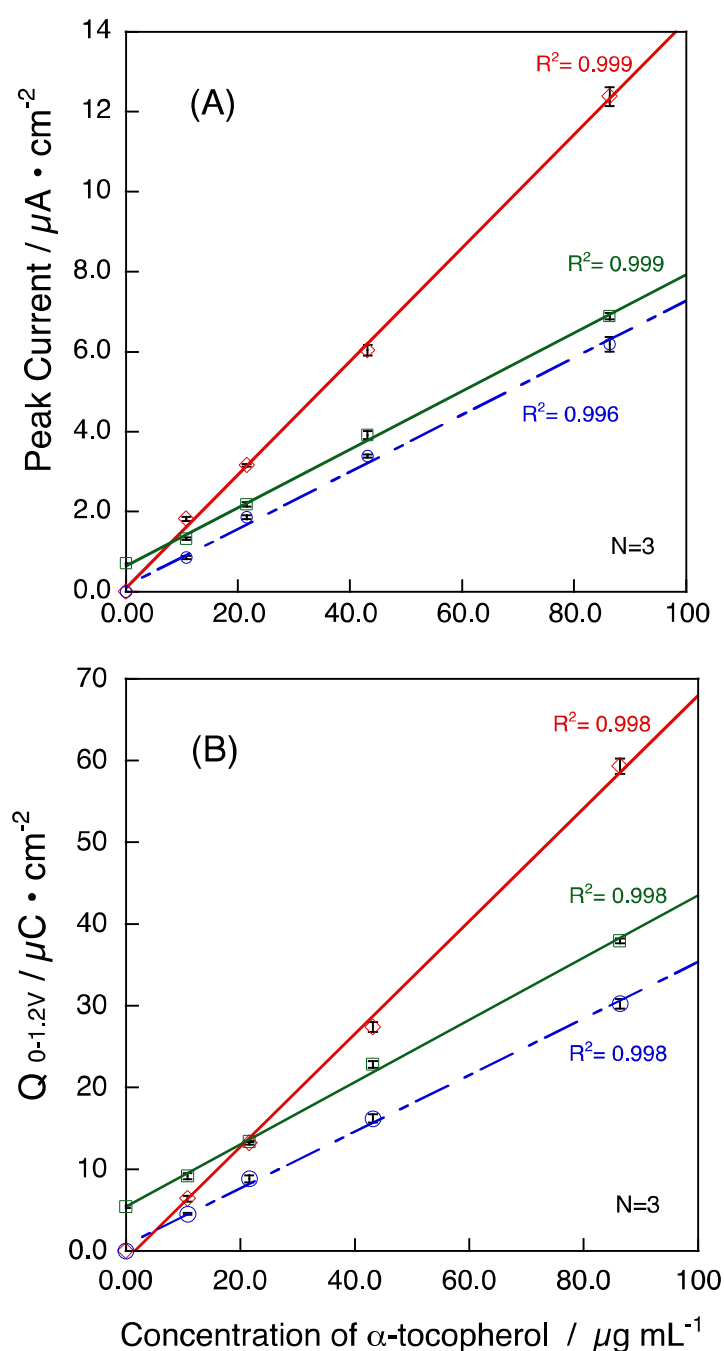 14
12
10
8.0
6.0
4.0
2.0
0.0
Peak Current / µA • cm⁻²
(A)
R²= 0.999
R²= 0.999
R²= 0.996
N=3
0.00 20.0 40.0 60.0 80.0 100
70
60
50
40
30
20
10
0.0
Q 0-1.2V / µC • cm⁻²
(B)
R²= 0.998
R²= 0.998
R²= 0.998
N=3
0.00 20.0 40.0 60.0 80.0 100
Concentration of α-tocopherol / µg mL⁻¹